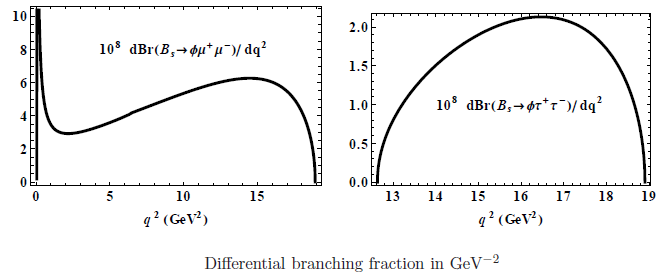 10⁸ dBr(Bₛ→ϕμ⁺μ⁻)/dq²
10
8
6
4
2
0
0 5 10 15
q² (GeV²)
10⁸ dBr(Bₛ→ϕτ⁺τ⁻)/dq²
2.0
1.5
1.0
0.5
0.0
13 14 15 16 17 18 19
q² (GeV²)
Differential branching fraction in GeV⁻²